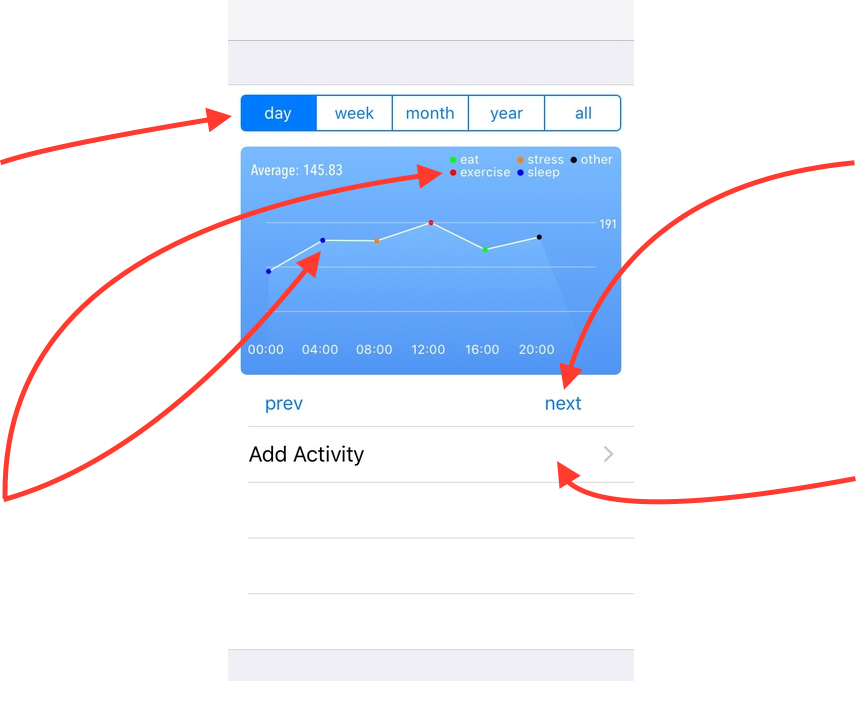 day week month year all
Average: 145.83
eat stress other
exercise sleep
191
00:00 04:00 08:00 12:00 16:00 20:00
prev next
Add Activity